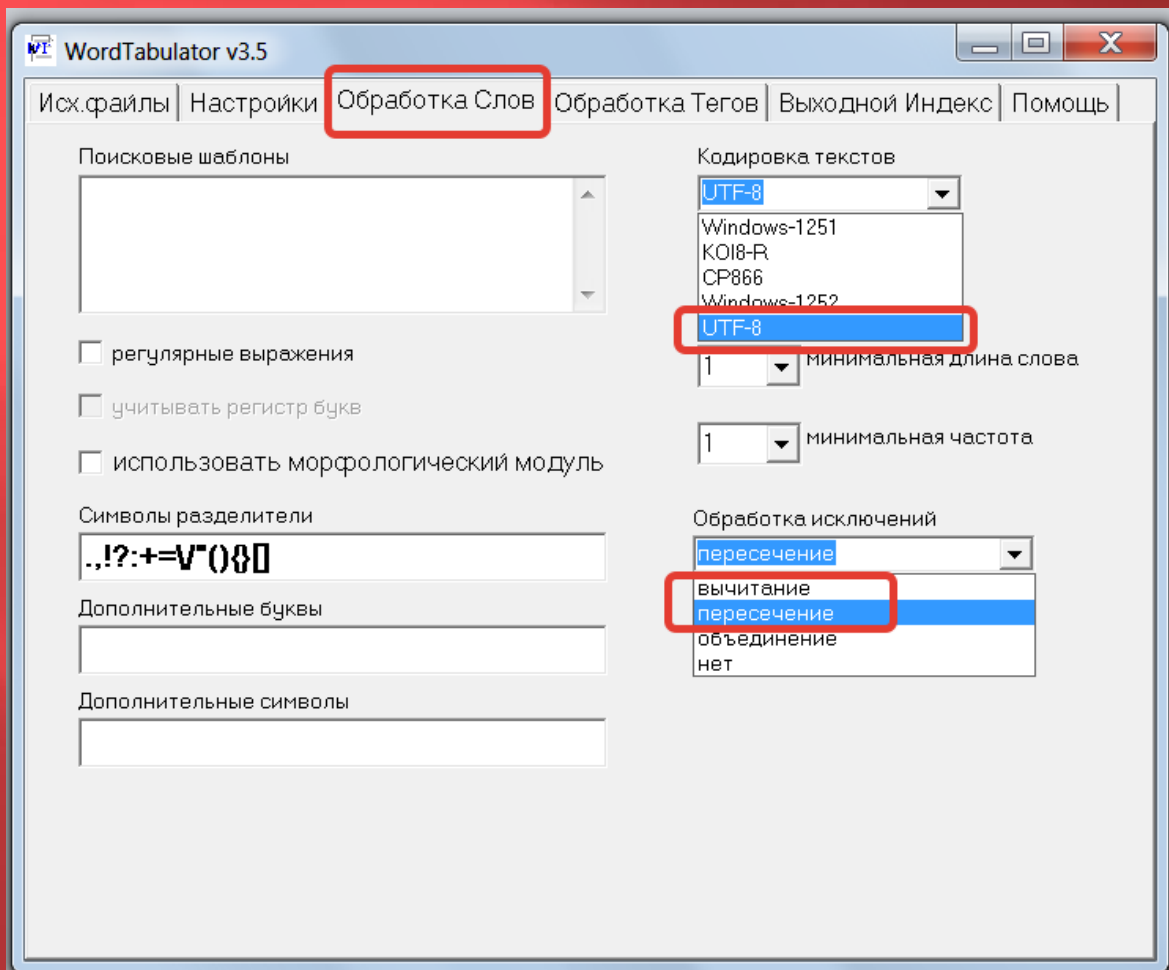 WordTabulator v3.5
Исх.файлы Настройки Обработка Слов Обработка Тегов Выходной Индекс Помощь
Поисковые шаблоны
регулярные выражения
учитывать регистр букв
использовать морфологический модуль
Символы разделители
.,!?:+=\/"(){}[]
Дополнительные буквы
Дополнительные символы
Кодировка текстов
UTF-8
Windows-1251
KOI8-R
CP866
Windows-1252
UTF-8
1 минимальная длина слова
1 минимальная частота
Обработка исключений
пересечение
вычитание
пересечение
объединение
нет